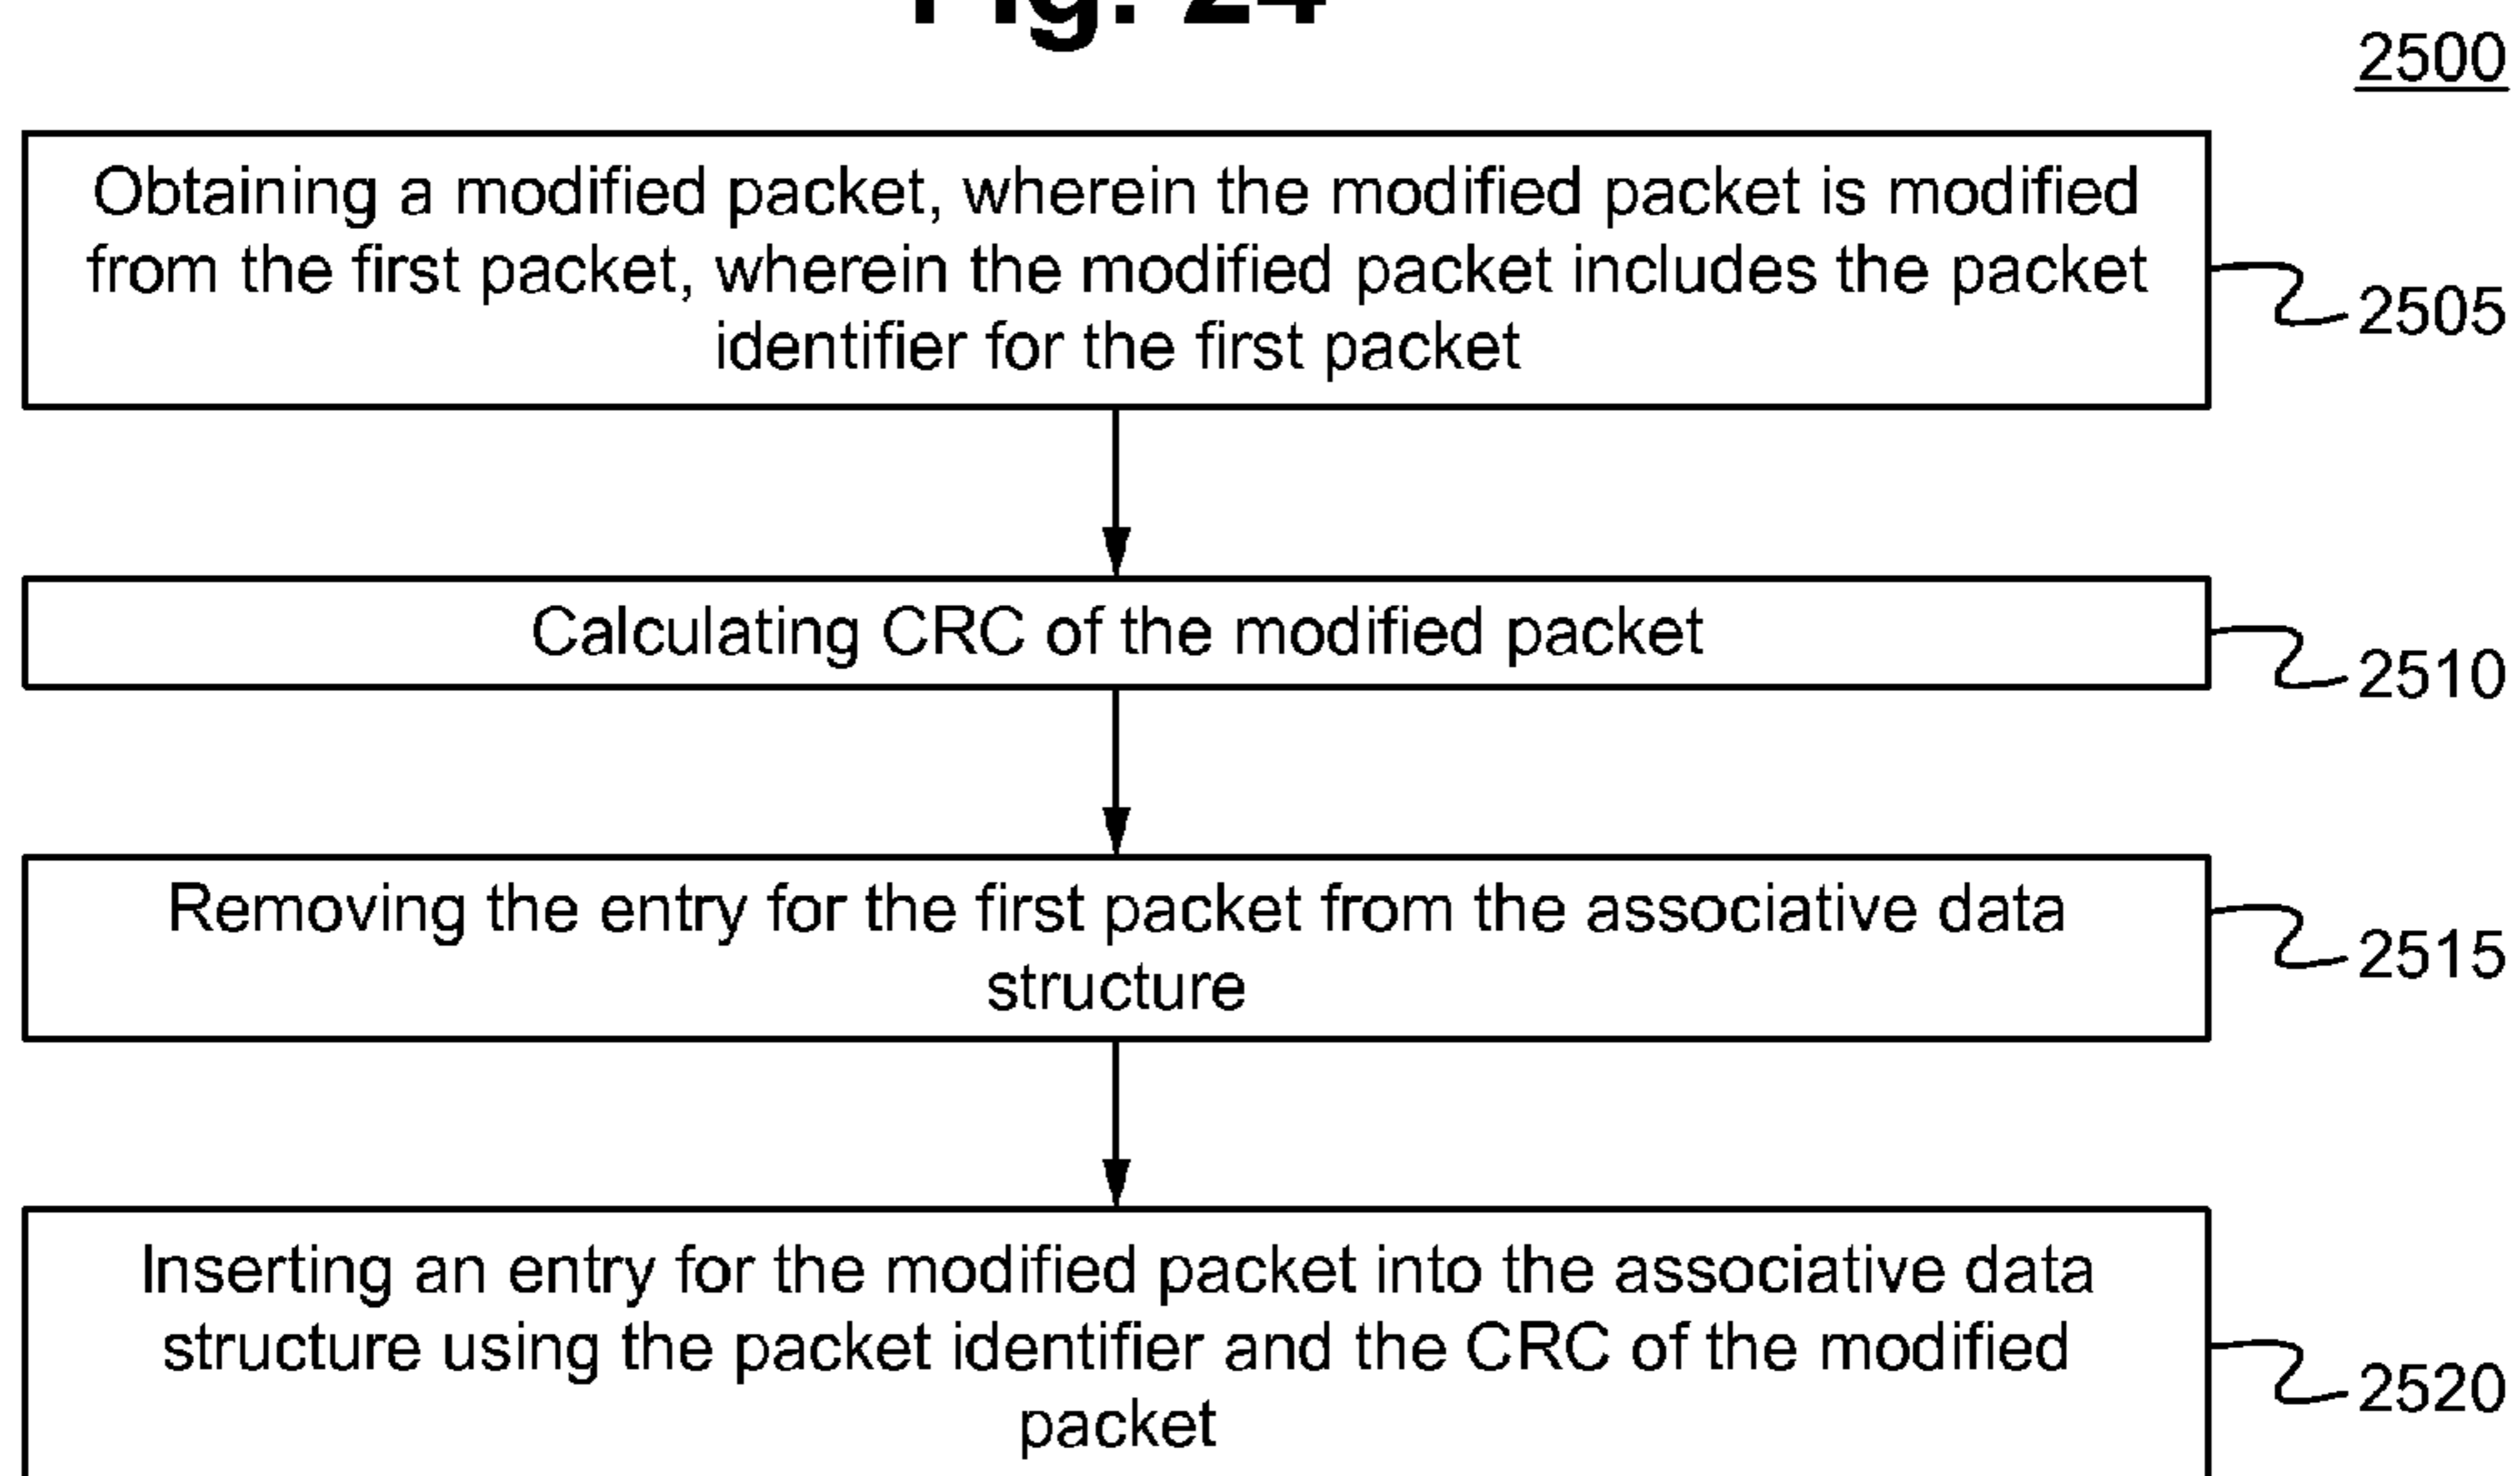 Fig. 24
2500
Obtaining a modified packet, wherein the modified packet is modified
from the first packet, wherein the modified packet includes the packet
identifier for the first packet
2505
Calculating CRC of the modified packet
2510
Removing the entry for the first packet from the associative data
structure
2515
Inserting an entry for the modified packet into the associative data
structure using the packet identifier and the CRC of the modified
packet
2520